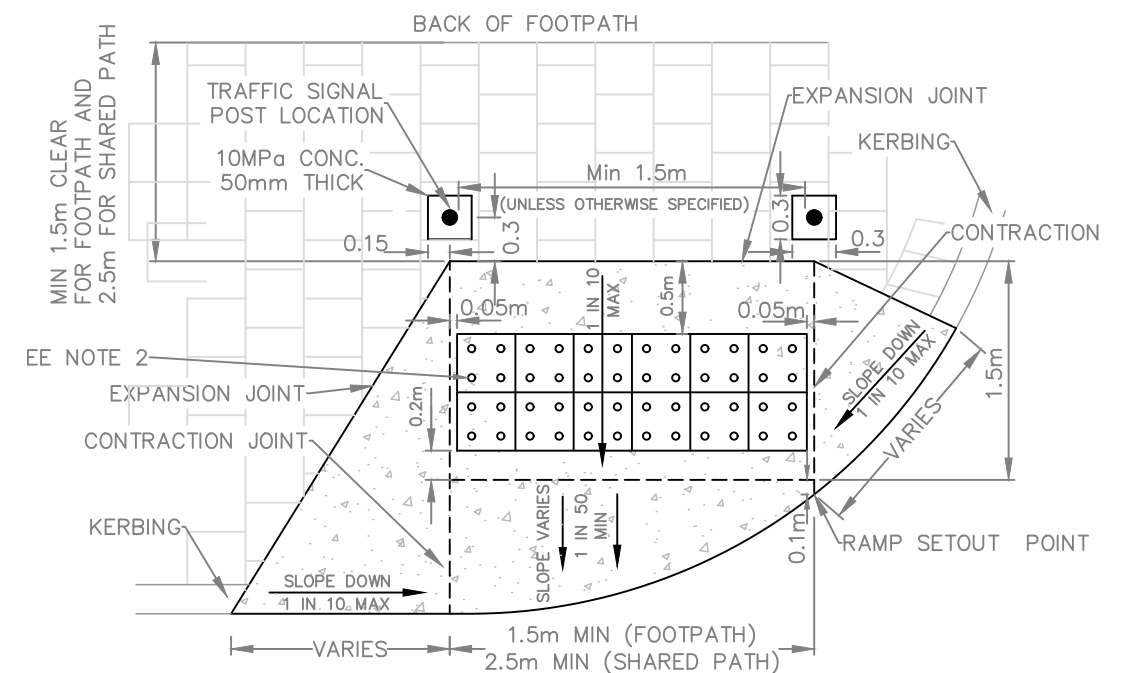 BACK OF FOOTPATH
MIN 1.5m CLEAR
FOR FOOTPATH AND
2.5m FOR SHARED PATH
TRAFFIC SIGNAL
POST LOCATION
10MPa CONC.
50mm THICK
EXPANSION JOINT
KERBING
Min 1.5m
(UNLESS OTHERWISE SPECIFIED)
0.3
0.3
0.15
0.3
CONTRACTION
0.05m
1 IN 10
MAX
0.5m
0.05m
EE NOTE 2
EXPANSION JOINT
0.2m
SLOPE DOWN
1 IN 10 MAX
1.5m
VARIES
CONTRACTION JOINT
KERBING
SLOPE VARIES
1 IN 50
MIN
0.1m
RAMP SETOUT POINT
SLOPE DOWN
1 IN 10 MAX
VARIES
1.5m MIN (FOOTPATH)
2.5m MIN (SHARED PATH)